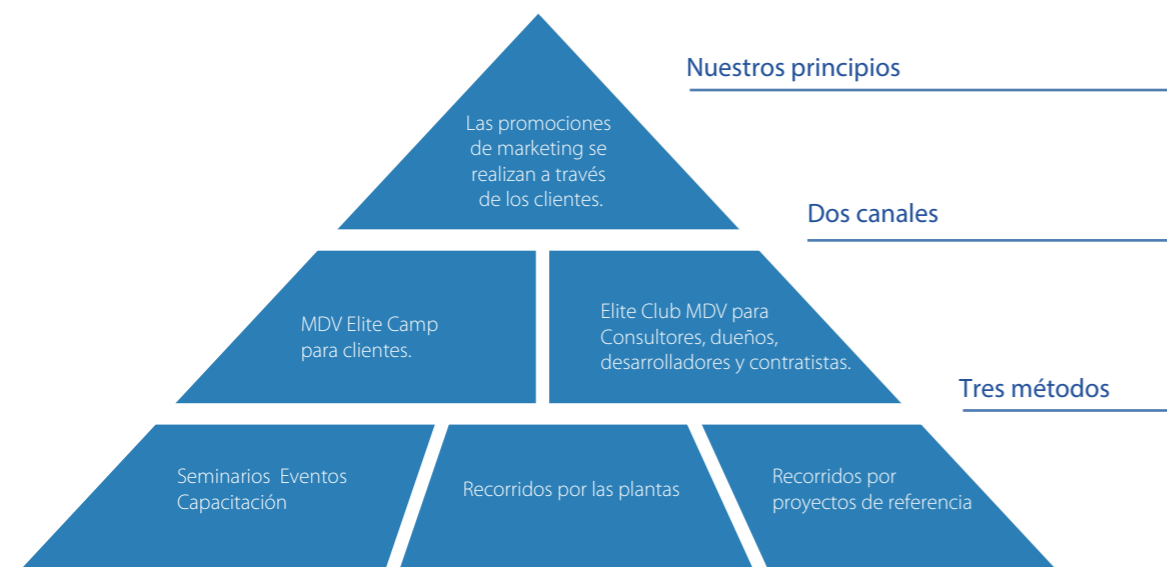 Nuestros principios
Las promociones
de marketing se
realizan a través
de los clientes.
Dos canales
MDV Elite Camp
para clientes.
Elite Club MDV para
Consultores, dueños,
desarrolladores y contratistas.
Tres métodos
Seminarios Eventos
Capacitación
Recorridos por las plantas
Recorridos por
proyectos de referencia